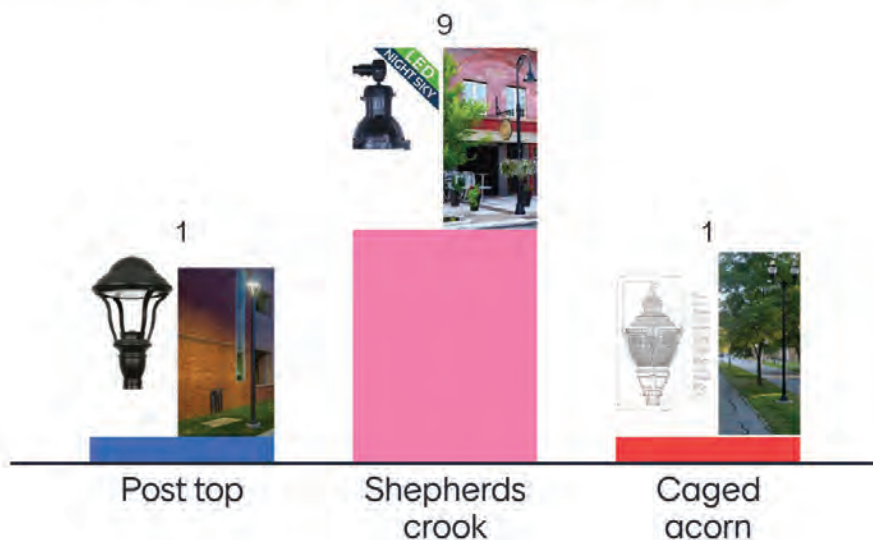 9
LED
NIGHT SKY
1
1
Post top
Shepherds
crook
Caged
acorn